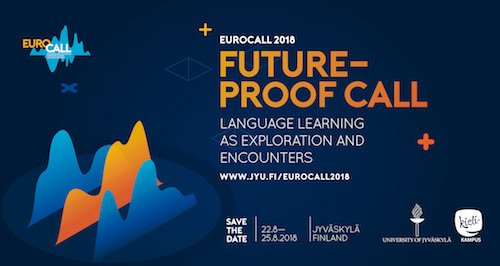 EUROCALL
EUROCALL 2018
FUTURE-
PROOF CALL
LANGUAGE LEARNING
AS EXPLORATION AND
ENCOUNTERS
WWW.JYU.FI/EUROCALL2018
SAVE
THE
DATE
22.8–
25.8.2018
JYVÄSKYLÄ
FINLAND
UNIVERSITY OF JYVÄSKYLÄ
kieli-
KAMPUS